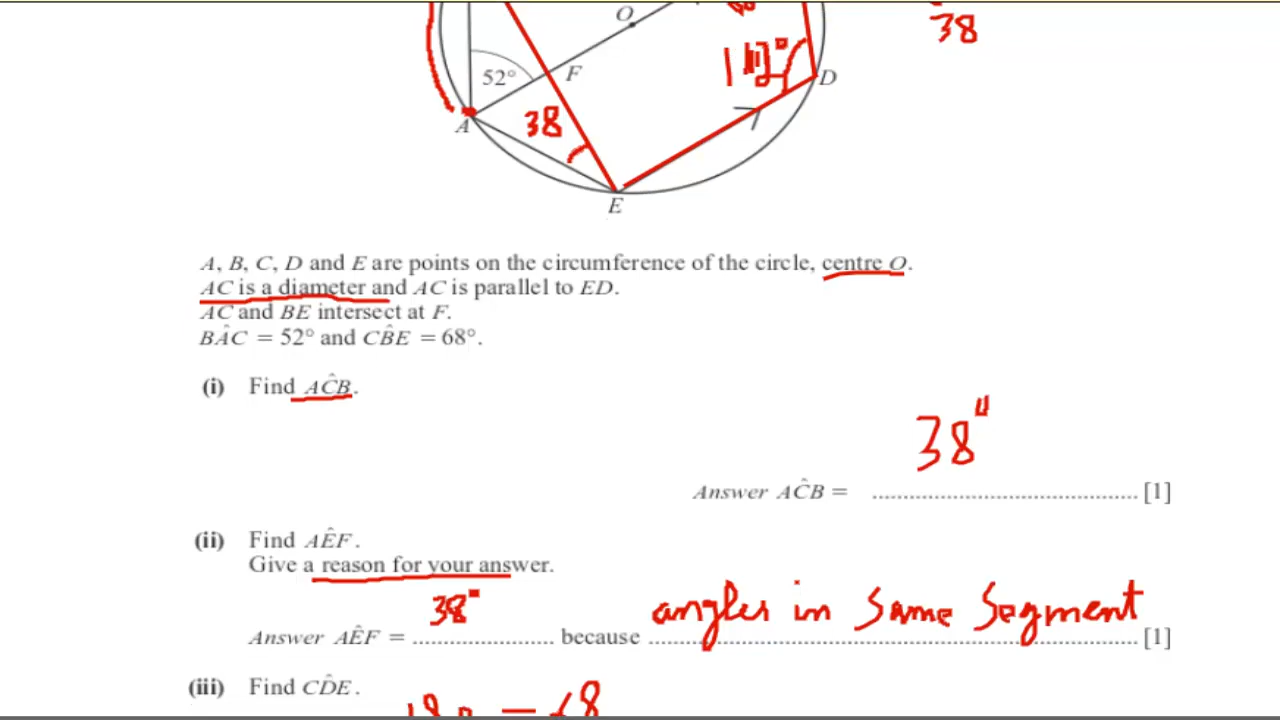 O
38
52°
F
112°
D
A
38
E
A, B, C, D and E are points on the circumference of the circle, centre O.
AC is a diameter and AC is parallel to ED.
AC and BE intersect at F.
BÂC = 52° and CB̂E = 68°.
(i) Find AĈB.
38°
Answer AĈB = ........................................ [1]
(ii) Find AÊF.
Give a reason for your answer.
38° angles in same segment
Answer AÊF = ...................... because ........................................ [1]
(iii) Find CD̂E.
180 - 68